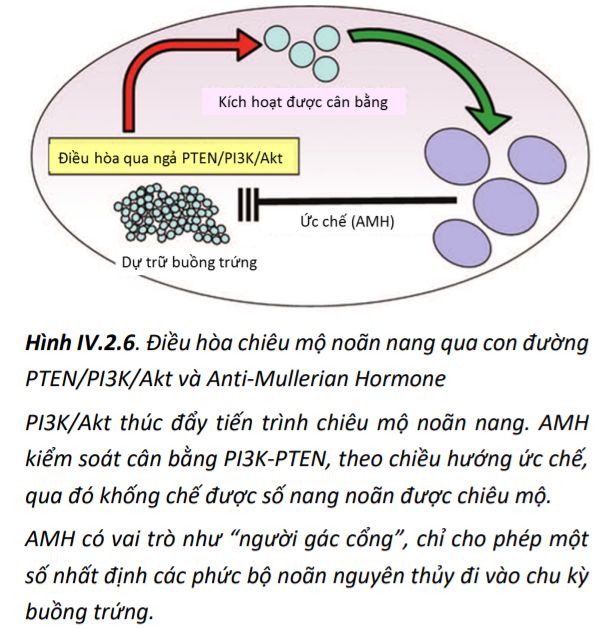 Kích hoạt được cân bằng
Điều hòa qua ngả PTEN/PI3K/Akt
Ức chế (AMH)
Dự trữ buồng trứng
Hình IV.2.6. Điều hòa chiêu mộ noãn nang qua con đường
PTEN/PI3K/Akt và Anti-Mullerian Hormone
PI3K/Akt thúc đẩy tiến trình chiêu mộ noãn nang. AMH
kiểm soát cân bằng PI3K-PTEN, theo chiều hướng ức chế,
qua đó khống chế được số nang noãn được chiêu mộ.
AMH có vai trò như “người gác cổng”, chỉ cho phép một
số nhất định các phức bộ noãn nguyên thủy đi vào chu kỳ
buồng trứng.